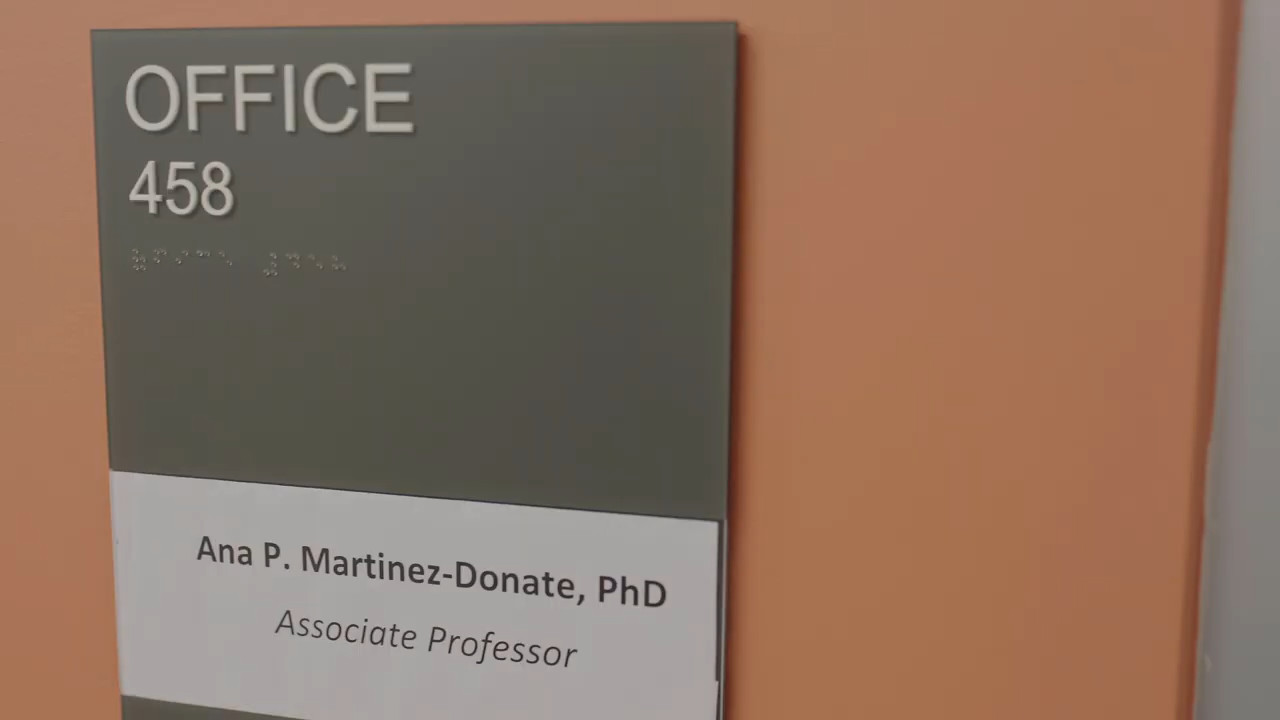 OFFICE
458
Ana P. Martinez-Donate, PhD
Associate Professor